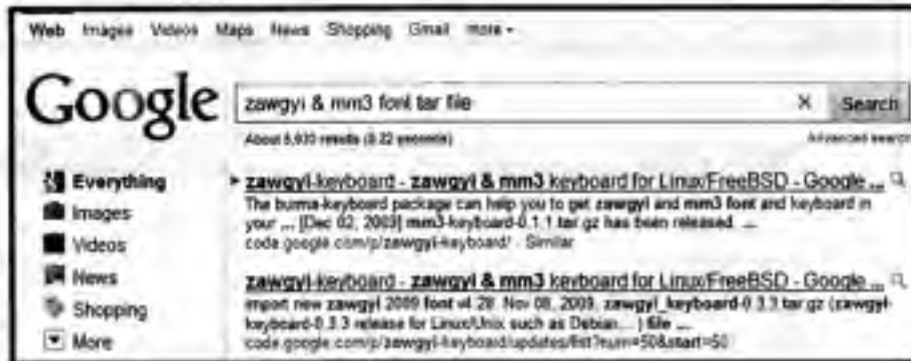 Web Images Videos Maps News Shopping Gmail more
Google
zawgyi & mm3 font tar file × Search
About 5,930 results (0.22 seconds) Advanced search
Everything
Images
Videos
News
Shopping
More
zawgyi-keyboard - zawgyi & mm3 keyboard for Linux/FreeBSD - Google ...
The burma-keyboard package can help you to get zawgyi and mm3 font and keyboard in
your ... [Dec 02, 2009] mm3-keyboard-0.1.1.tar.gz has been released. ...
code.google.com/p/zawgyi-keyboard/ - Similar
zawgyi-keyboard - zawgyi & mm3 keyboard for Linux/FreeBSD - Google ...
import new zawgyi 2009 font v4.28. Nov 08, 2009, zawgyi_keyboard-0.3.3.tar.gz (zawgyi-
keyboard-0.3.3 release for Linux/Unix such as Debian... ) file ...
code.google.com/p/zawgyi-keyboard/updates/list?num=50&start=50